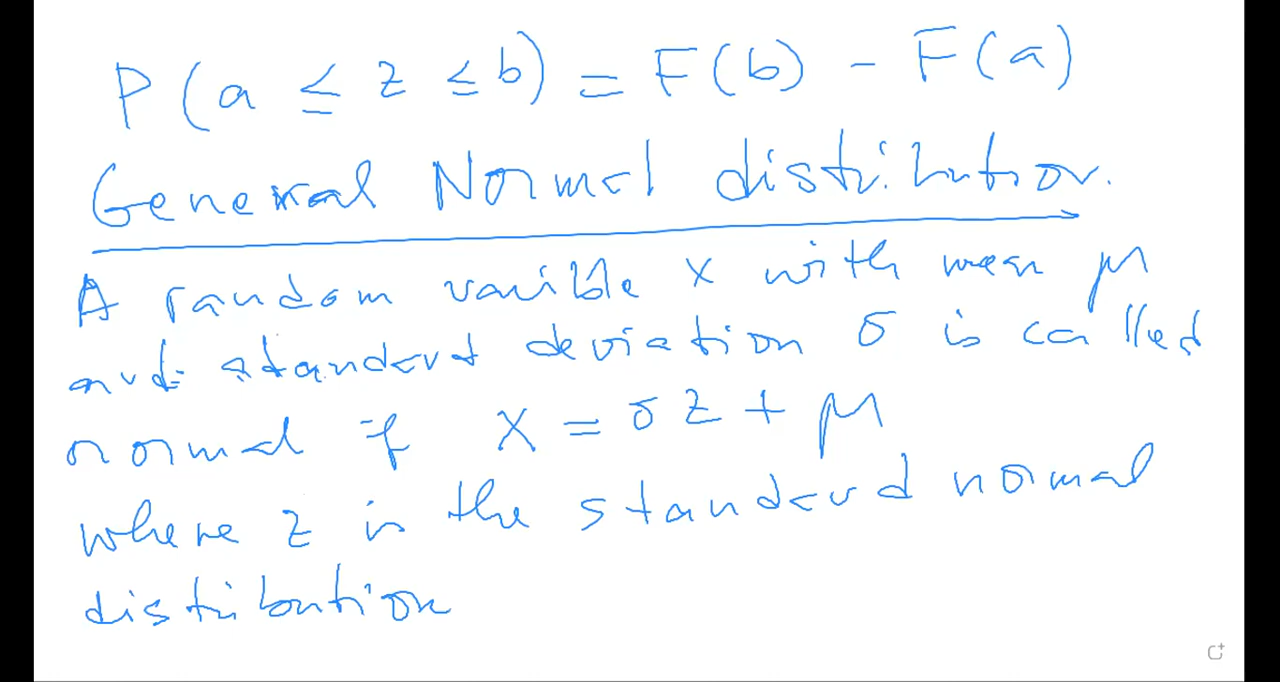 P(a ≤ z ≤ b) = F(b) - F(a)
General Normal distribution.
A random varible X with mean μ
and standard deviation σ is called
normal if X = σz + μ
where z is the standard normal
distribution